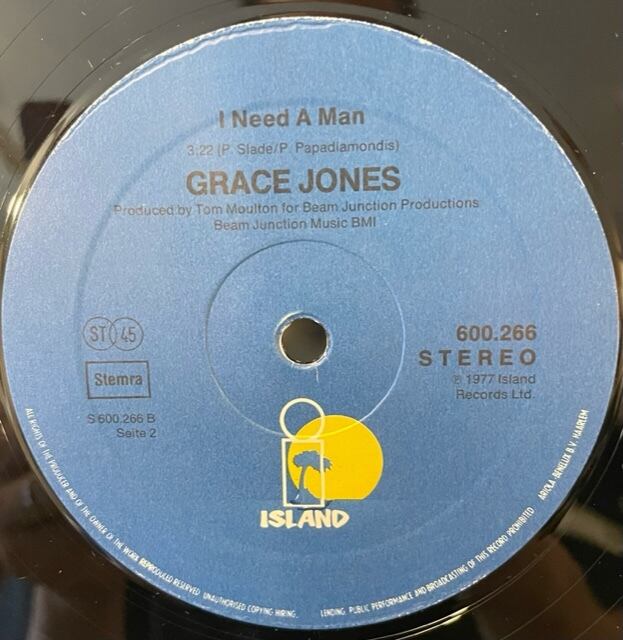 I Need A Man
3:22 (P. Slade/P. Papadiamondis)
GRACE JONES
Produced by Tom Moulton for Beam Junction Productions
Beam Junction Music BMI
ST 45
Stemra
S 600.266 B
Seite 2
600.266
STEREO
℗ 1977 Island
Records Ltd.
ISLAND
ALL RIGHTS OF THE PRODUCER AND OF THE OWNER OF THE WORK REPRODUCED RESERVED. UNAUTHORISED COPYING, HIRING, LENDING, PUBLIC PERFORMANCE AND BROADCASTING OF THIS RECORD PROHIBITED ARIOLA-BENELUX B.V. HAARLEM